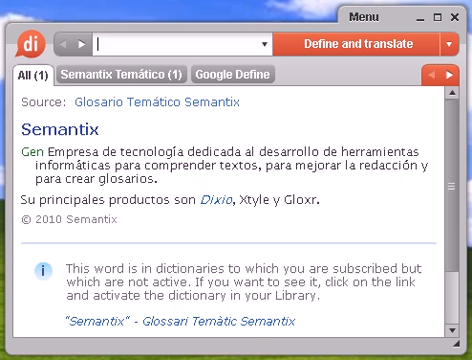 Menu
di
Define and translate
All (1) Semantix Temático (1) Google Define
Source: Glosario Temático Semantix
Semantix
Gen Empresa de tecnología dedicada al desarrollo de herramientas
informáticas para comprender textos, para mejorar la redacción y
para crear glosarios.
Su principales productos son Dixio, Xtyle y Gloxr.
© 2010 Semantix
i
This word is in dictionaries to which you are subscribed but
which are not active. If you want to see it, click on the link
and activate the dictionary in your Library.
"Semantix" - Glossari Temàtic Semantix